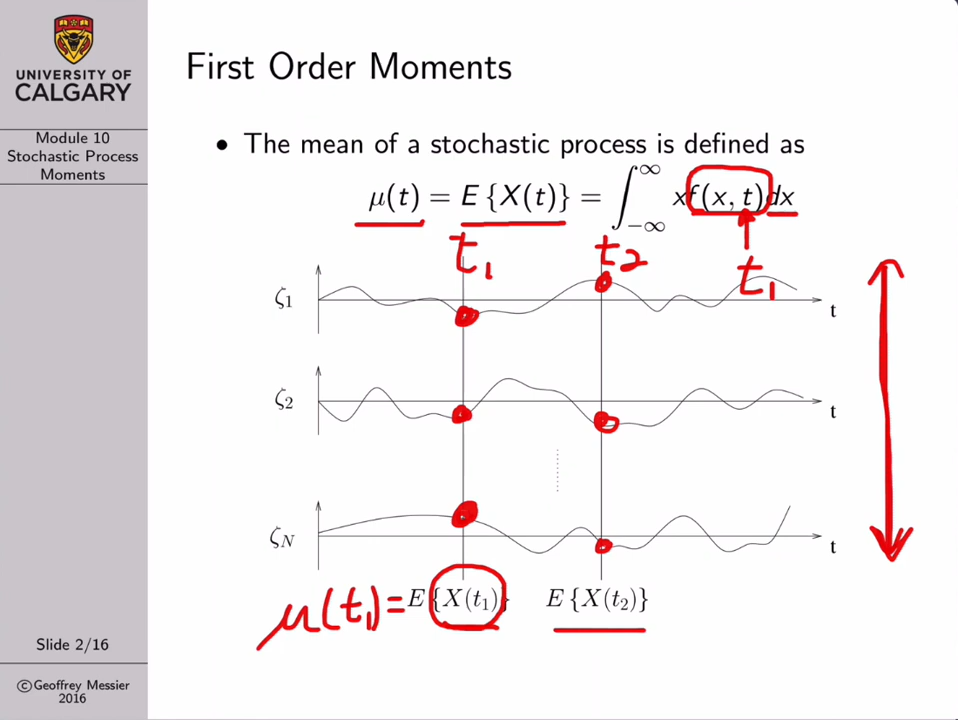 UNIVERSITY OF
CALGARY
Module 10
Stochastic Process
Moments
First Order Moments
• The mean of a stochastic process is defined as
μ(t) = E {X(t)} = ∫_{-∞}^{∞} xf(x, t)dx
t₁ t₂ t₁
ζ₁ t
ζ₂ t
ζ_N t
μ(t₁)= E {X(t₁)} E {X(t₂)}
Slide 2/16
©Geoffrey Messier
2016